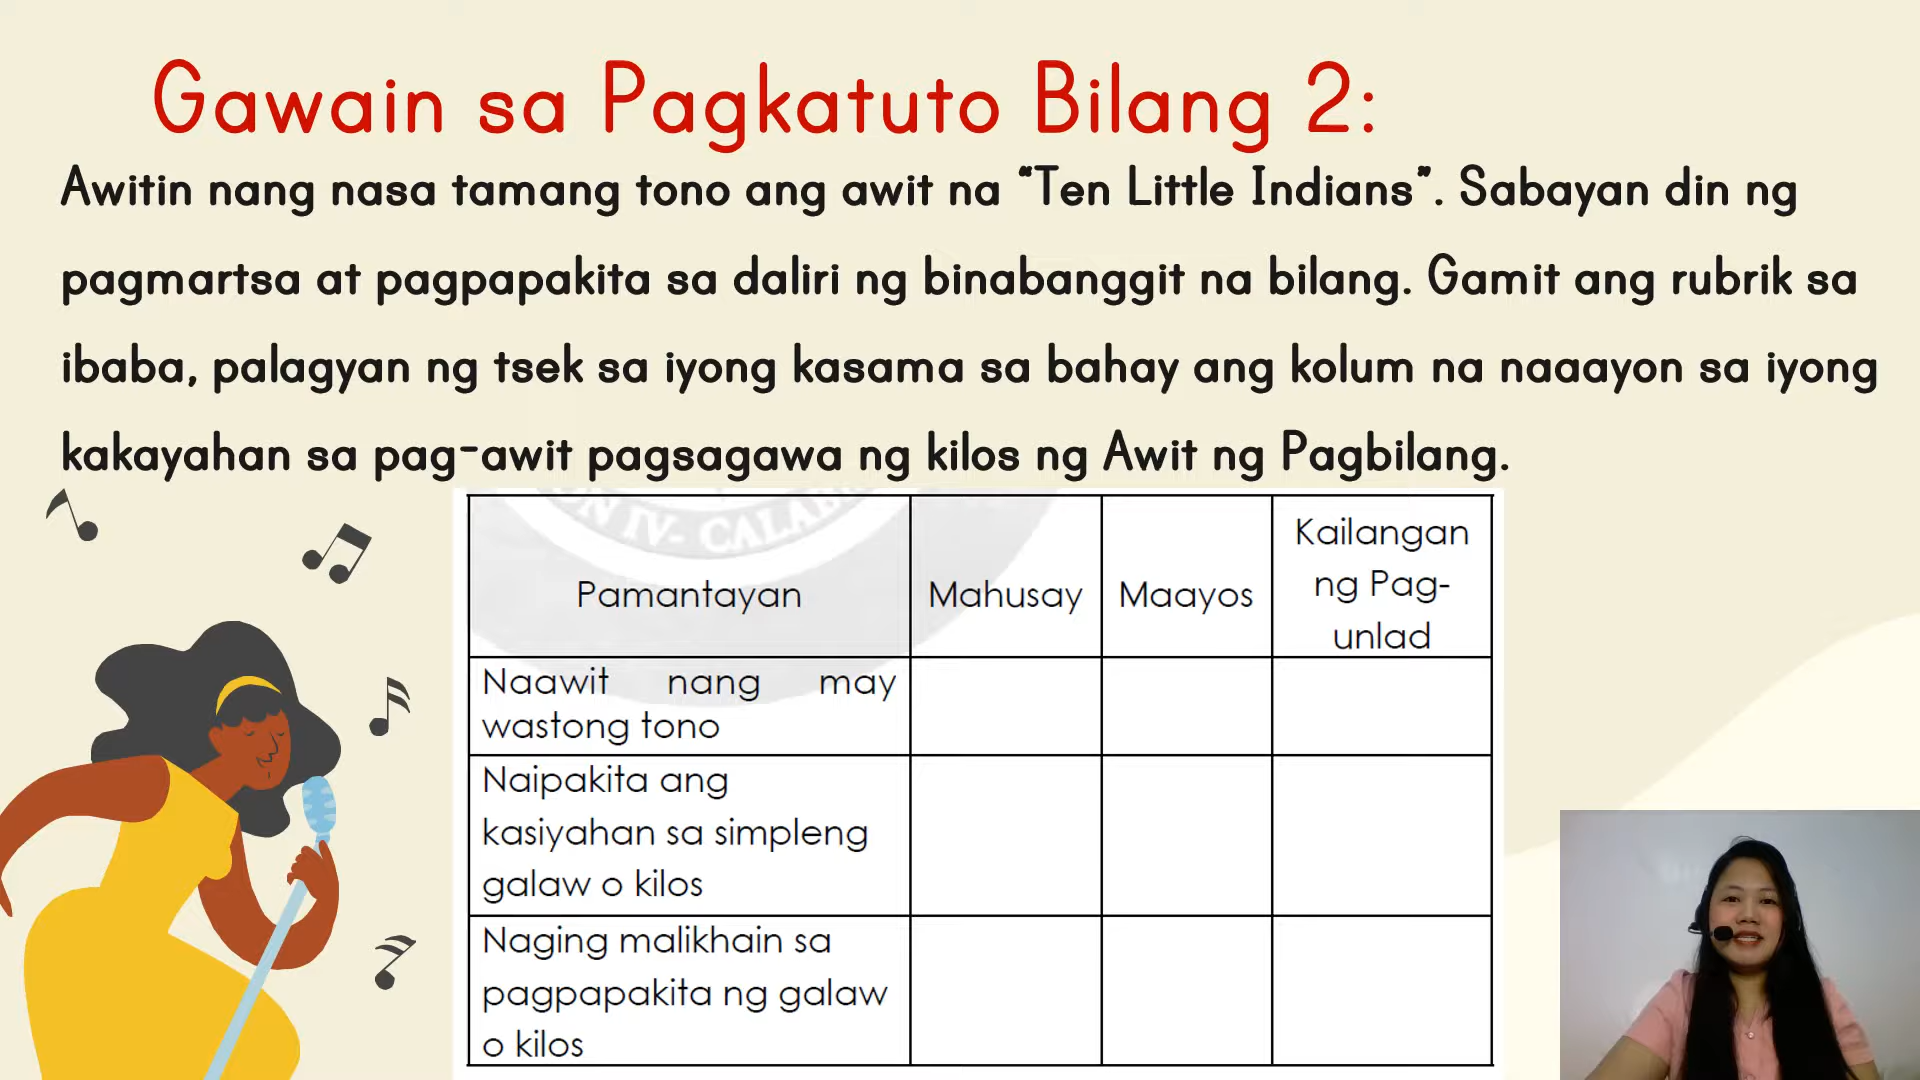 Gawain sa Pagkatuto Bilang 2:
Awitin nang nasa tamang tono ang awit na “Ten Little Indians”. Sabayan din ng
pagmartsa at pagpapakita sa daliri ng binabanggit na bilang. Gamit ang rubrik sa
ibaba, palagyan ng tsek sa iyong kasama sa bahay ang kolum na naaayon sa iyong
kakayahan sa pag-awit pagsagawa ng kilos ng Awit ng Pagbilang.
Pamantayan
Mahusay
Maayos
Kailangan
ng Pag-
unlad
Naawit nang may
wastong tono
Naipakita ang
kasiyahan sa simpleng
galaw o kilos
Naging malikhain sa
pagpapakita ng galaw
o kilos